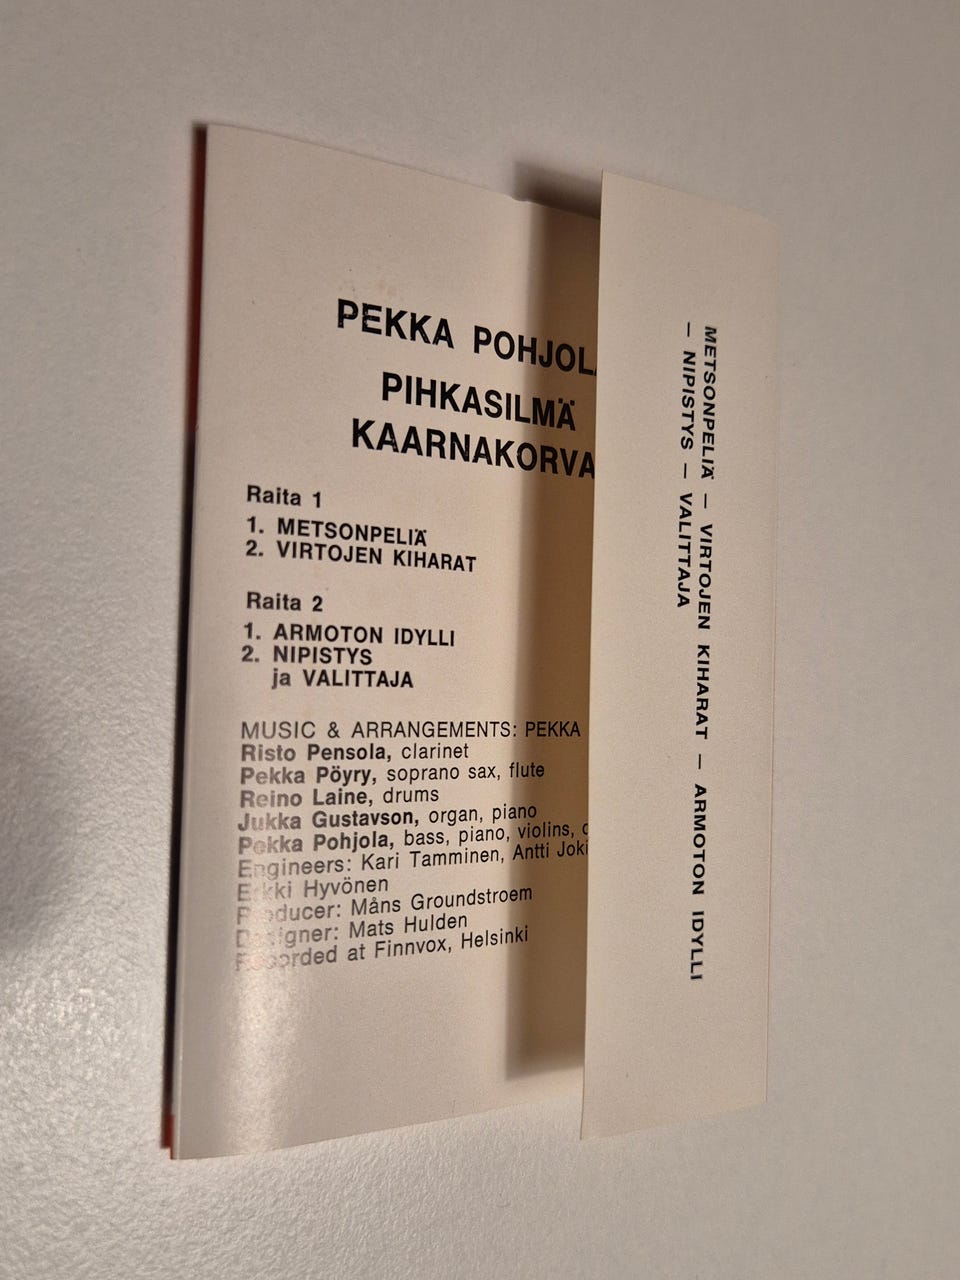 PEKKA POHJOLA
PIHKASILMÄ
KAARNAKORVA
Raita 1
1. METSONPELIÄ
2. VIRTOJEN KIHARAT
Raita 2
1. ARMOTON IDYLLI
2. NIPISTYS
ja VALITTAJA
MUSIC & ARRANGEMENTS: PEKKA
Risto Pensola, clarinet
Pekka Pöyry, soprano sax, flute
Reino Laine, drums
Jukka Gustavson, organ, piano
Pekka Pohjola, bass, piano, violins,
Engineers: Kari Tamminen, Antti Joki
Erkki Hyvönen
Producer: Måns Groundstroem
Designer: Mats Hulden
Recorded at Finnvox, Helsinki
METSONPELIÄ – VIRTOJEN KIHARAT – ARMOTON IDYLLI
– NIPISTYS – VALITTAJA